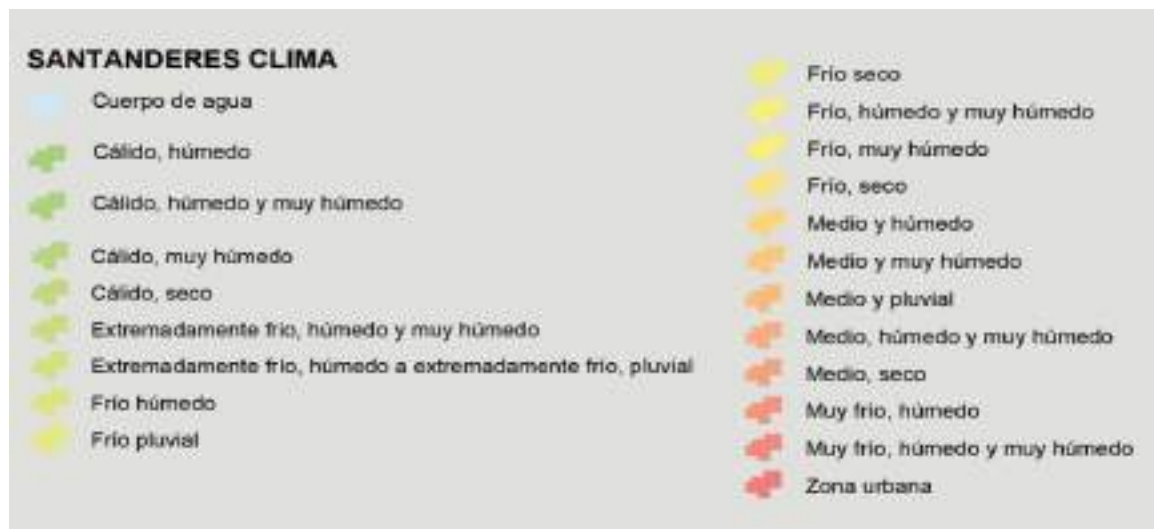 SANTANDERES CLIMA
Cuerpo de agua
Cálido, húmedo
Cálido, húmedo y muy húmedo
Cálido, muy húmedo
Cálido, seco
Extremadamente frío, húmedo y muy húmedo
Extremadamente frío, húmedo a extremadamente frío, pluvial
Frío húmedo
Frío pluvial
Frío seco
Frío, húmedo y muy húmedo
Frío, muy húmedo
Frío, seco
Medio y húmedo
Medio y muy húmedo
Medio y pluvial
Medio, húmedo y muy húmedo
Medio, seco
Muy frío, húmedo
Muy frío, húmedo y muy húmedo
Zona urbana